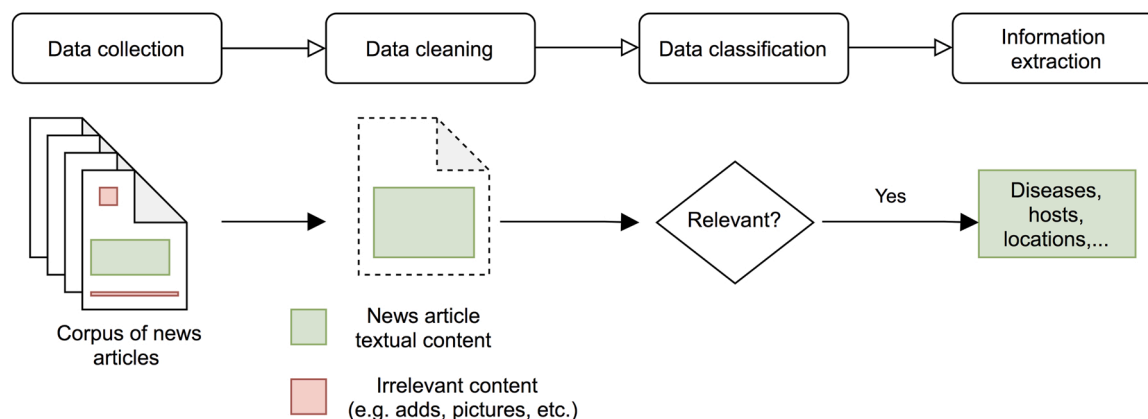 Data collection
Data cleaning
Data classification
Information
extraction
Relevant?
Yes
Diseases,
hosts,
locations,...
Corpus of news
articles
News article
textual content
Irrelevant content
(e.g. adds, pictures, etc.)